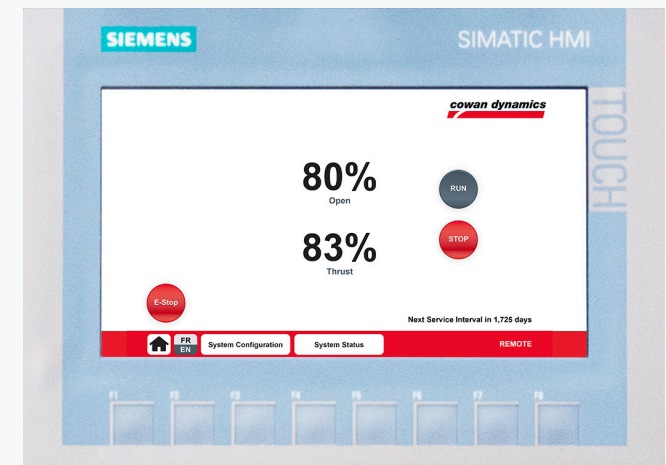 SIEMENS
SIMATIC HMI
TOUCH
cowan dynamics
80%
Open
RUN
83%
Thrust
STOP
E-Stop
Next Service Interval in 1,725 days
FR
EN
System Configuration
System Status
REMOTE
F1
F2
F3
F4
F5
F6
F7
F8